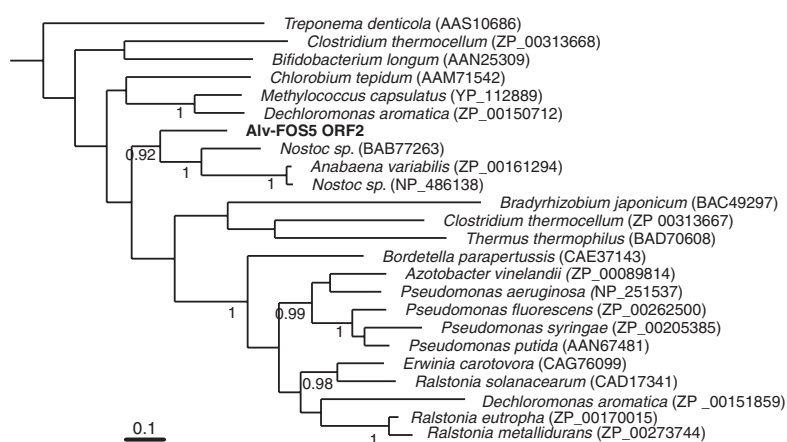 Treponema denticola (AAS10686)
Clostridium thermocellum (ZP_00313668)
Bifidobacterium longum (AAN25309)
Chlorobium tepidum (AAM71542)
Methylococcus capsulatus (YP_112889)
1
Dechloromonas aromatica (ZP_00150712)
Alv-FOS5 ORF2
0.92
Nostoc sp. (BAB77263)
1
Anabaena variabilis (ZP_00161294)
1
Nostoc sp. (NP_486138)
Bradyrhizobium japonicum (BAC49297)
Clostridium thermocellum (ZP 00313667)
Thermus thermophilus (BAD70608)
Bordetella parapertussis (CAE37143)
Azotobacter vinelandii (ZP_00089814)
Pseudomonas aeruginosa (NP_251537)
1
0.99
Pseudomonas fluorescens (ZP_00262500)
1
Pseudomonas syringae (ZP_00205385)
Pseudomonas putida (AAN67481)
Erwinia carotovora (CAG76099)
0.98
Ralstonia solanacearum (CAD17341)
Dechloromonas aromatica (ZP _00151859)
Ralstonia eutropha (ZP_00170015)
0.1
1
Ralstonia metallidurans (ZP_00273744)